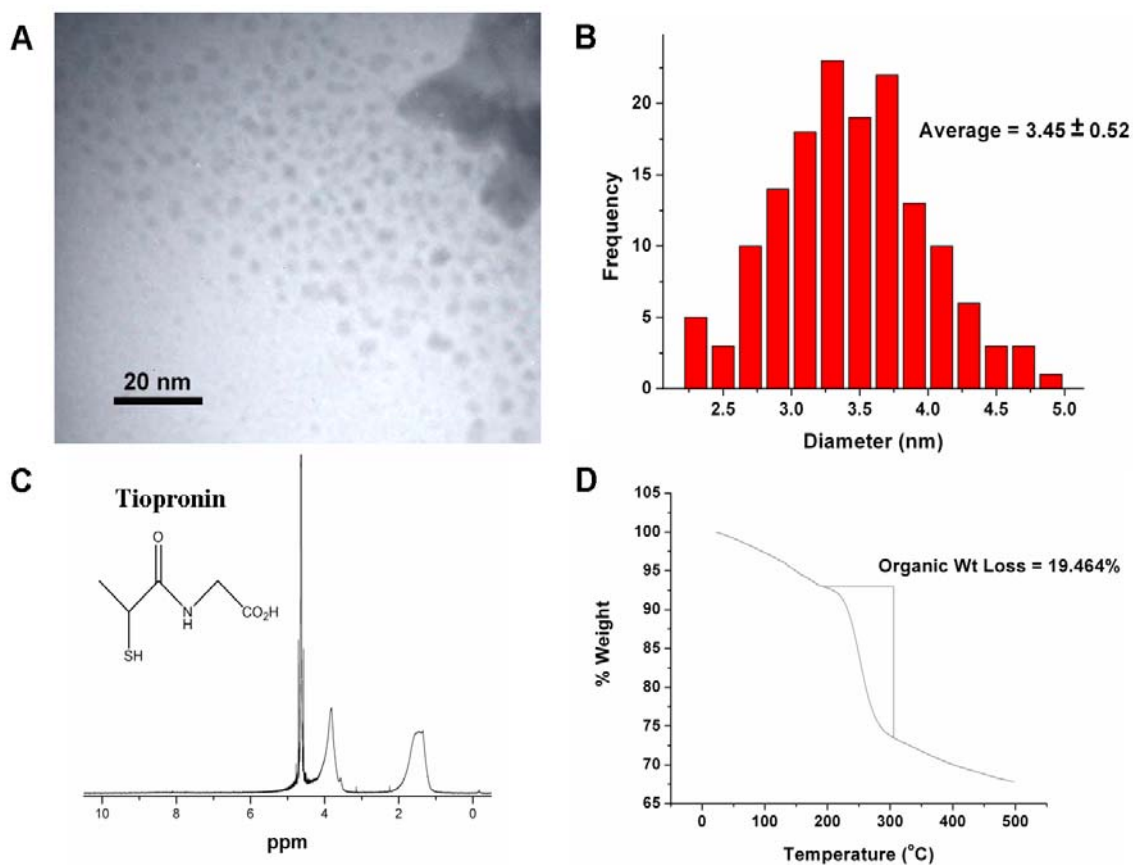 A
20 nm
B
Average = 3.45 ± 0.52
Frequency
20
15
10
5
0
2.5 3.0 3.5 4.0 4.5 5.0
Diameter (nm)
C
Tiopronin
O
N
H
CO₂H
SH
10 8 6 4 2 0
ppm
D
Organic Wt Loss = 19.464%
% Weight
105
100
95
90
85
80
75
70
65
0 100 200 300 400 500
Temperature (°C)